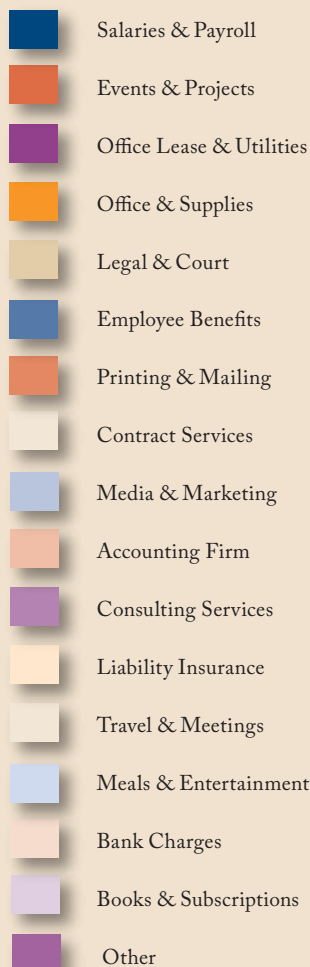 Salaries & Payroll
Events & Projects
Office Lease & Utilities
Office & Supplies
Legal & Court
Employee Benefits
Printing & Mailing
Contract Services
Media & Marketing
Accounting Firm
Consulting Services
Liability Insurance
Travel & Meetings
Meals & Entertainment
Bank Charges
Books & Subscriptions
Other